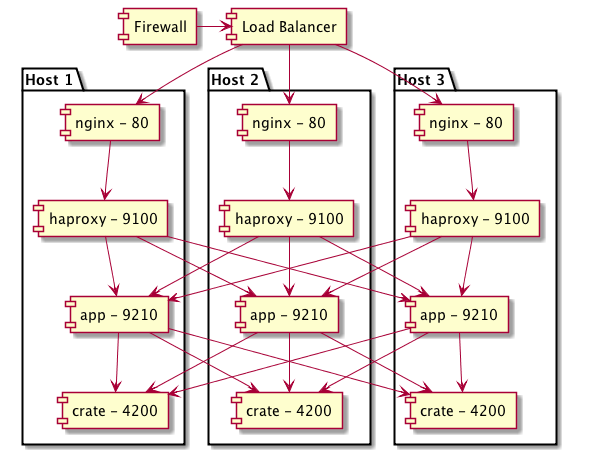 Firewall
Load Balancer
Host 1
Host 2
Host 3
nginx – 80
nginx – 80
nginx – 80
haproxy – 9100
haproxy – 9100
haproxy – 9100
app – 9210
app – 9210
app – 9210
crate – 4200
crate – 4200
crate – 4200